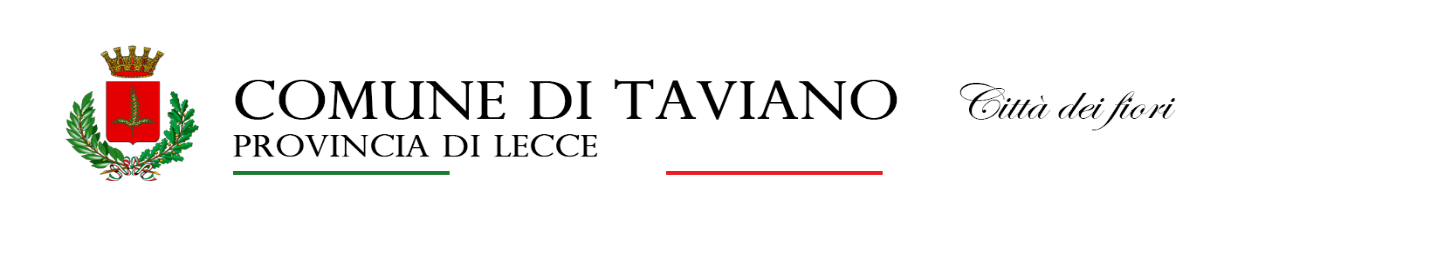 COMUNE DI TAVIANO
PROVINCIA DI LECCE
Città dei fiori